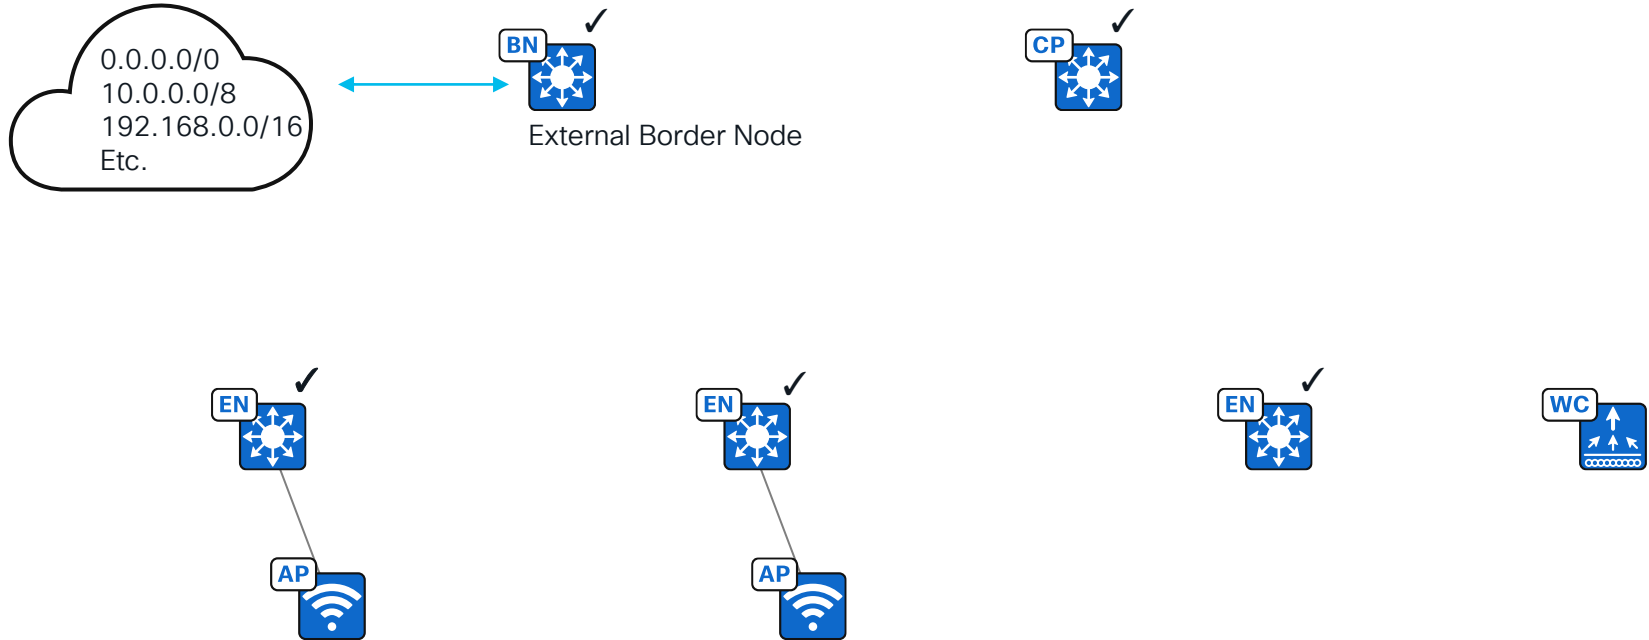 0.0.0.0/0
10.0.0.0/8
192.168.0.0/16
Etc.
BN
External Border Node
CP
EN
EN
EN
WC
AP
AP